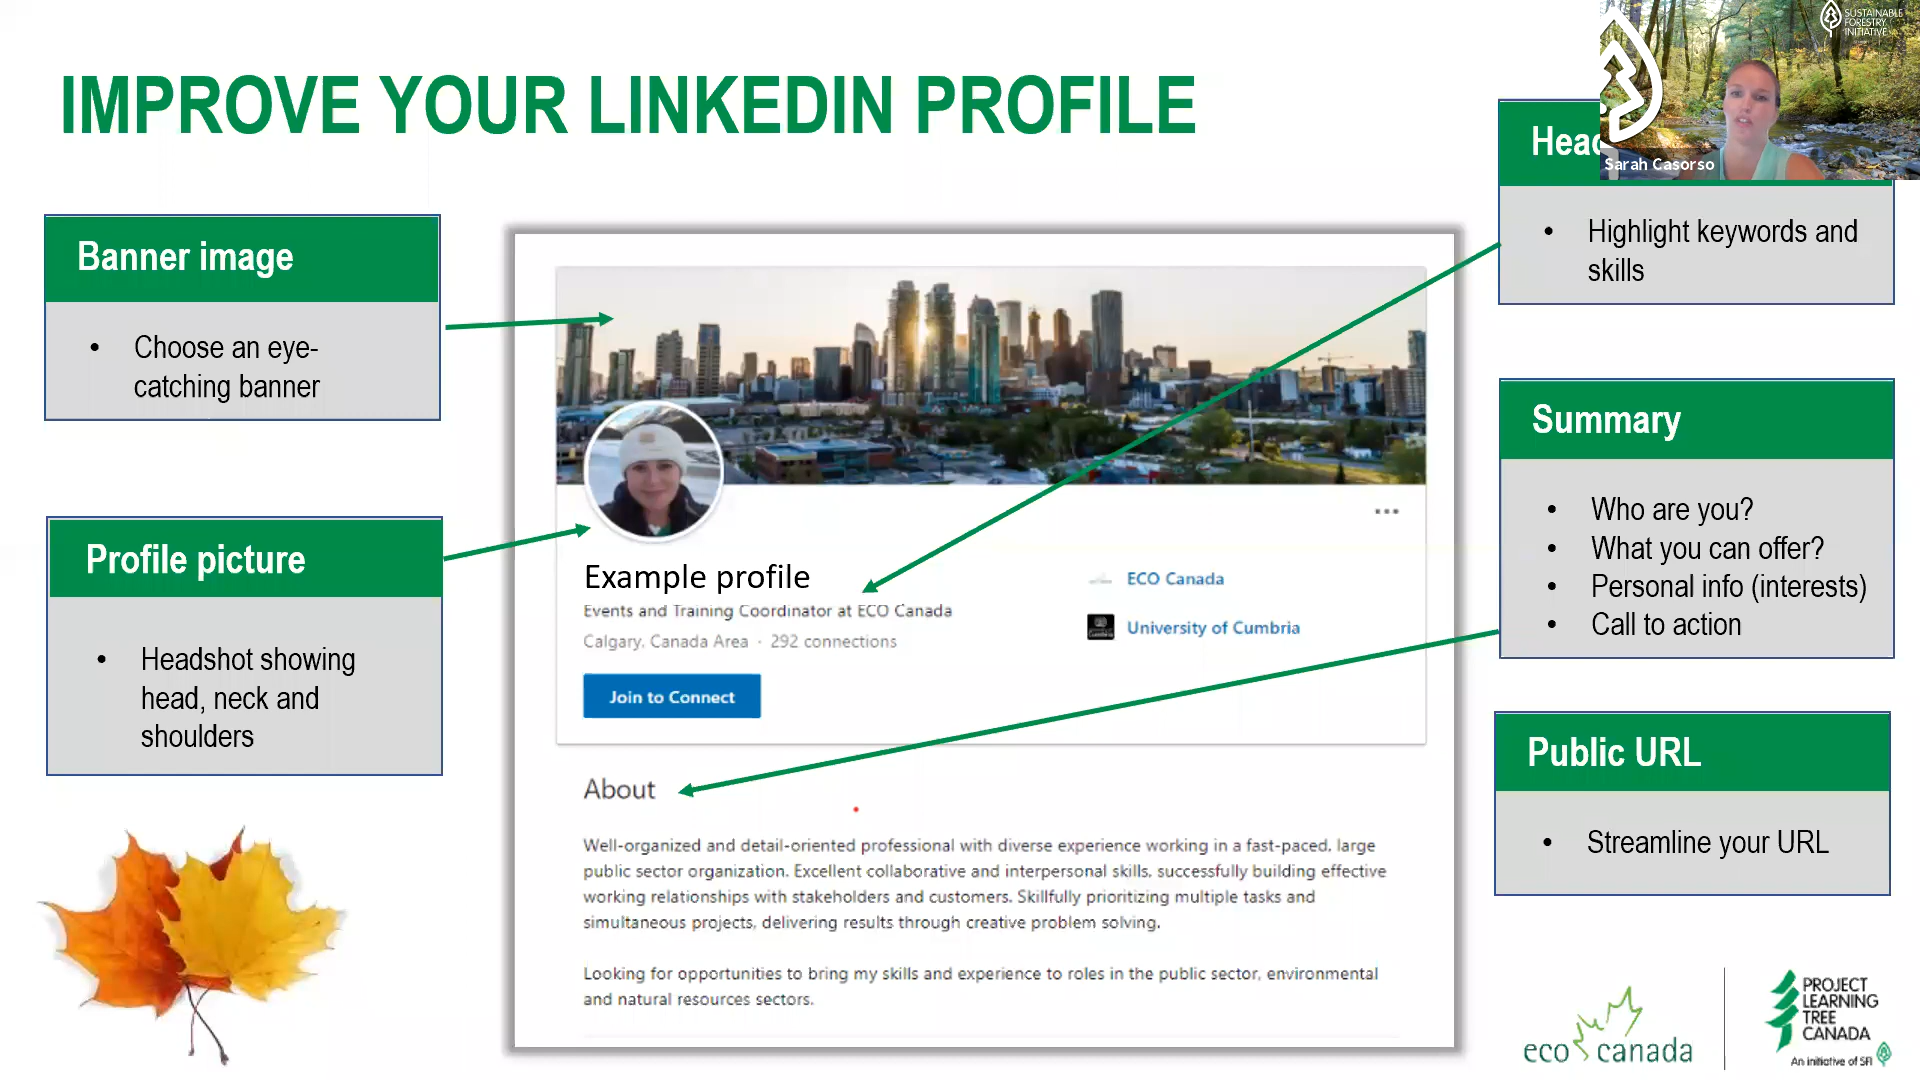 IMPROVE YOUR LINKEDIN PROFILE
SUSTAINABLE
FORESTRY
INITIATIVE
Sarah Casorso
Banner image
• Choose an eye-
catching banner
Profile picture
• Headshot showing
head, neck and
shoulders
Example profile
Events and Training Coordinator at ECO Canada
Calgary, Canada Area · 292 connections
Join to Connect
ECO Canada
University of Cumbria
About
Well-organized and detail-oriented professional with diverse experience working in a fast-paced, large
public sector organization. Excellent collaborative and interpersonal skills, successfully building effective
working relationships with stakeholders and customers. Skillfully prioritizing multiple tasks and
simultaneous projects, delivering results through creative problem solving.
Looking for opportunities to bring my skills and experience to roles in the public sector, environmental
and natural resources sectors.
• Highlight keywords and
skills
Summary
• Who are you?
• What you can offer?
• Personal info (interests)
• Call to action
Public URL
• Streamline your URL
eco canada
PROJECT
LEARNING
TREE
CANADA
An initiative of SFI